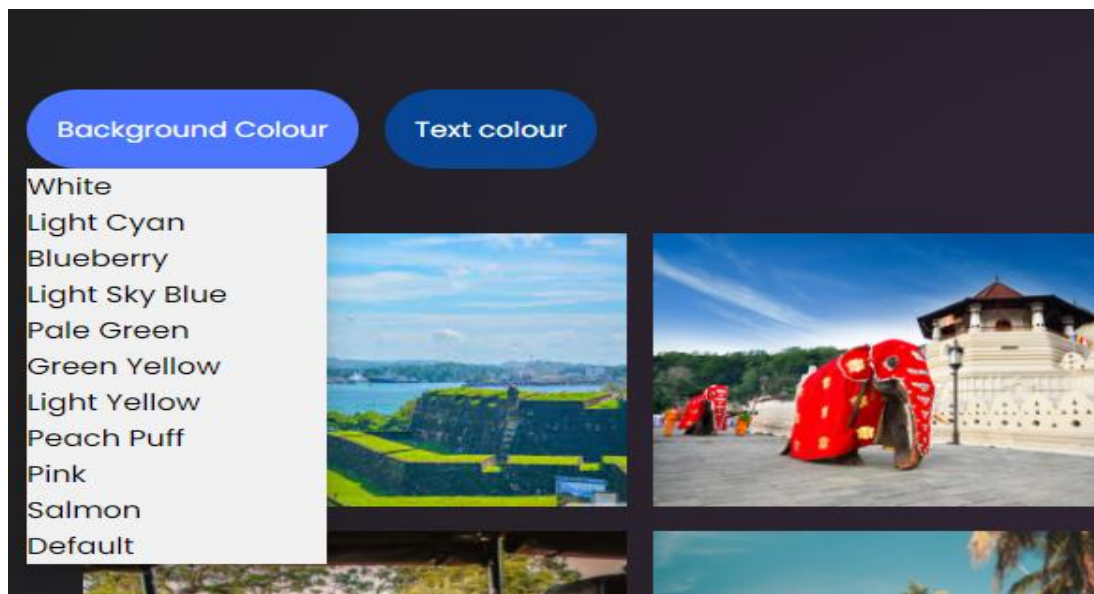 Background Colour
Text colour
White
Light Cyan
Blueberry
Light Sky Blue
Pale Green
Green Yellow
Light Yellow
Peach Puff
Pink
Salmon
Default